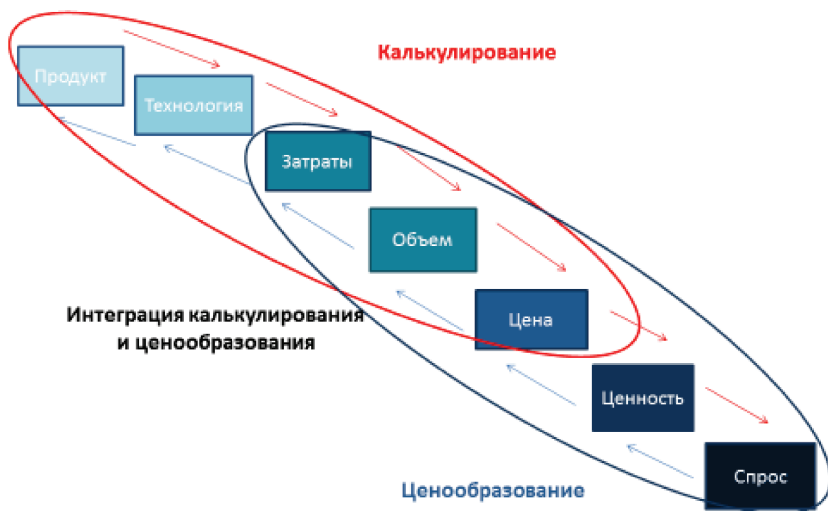 Калькулирование
Продукт
Технология
Затраты
Объем
Интеграция калькулирования
и ценообразования
Цена
Ценность
Спрос
Ценообразование